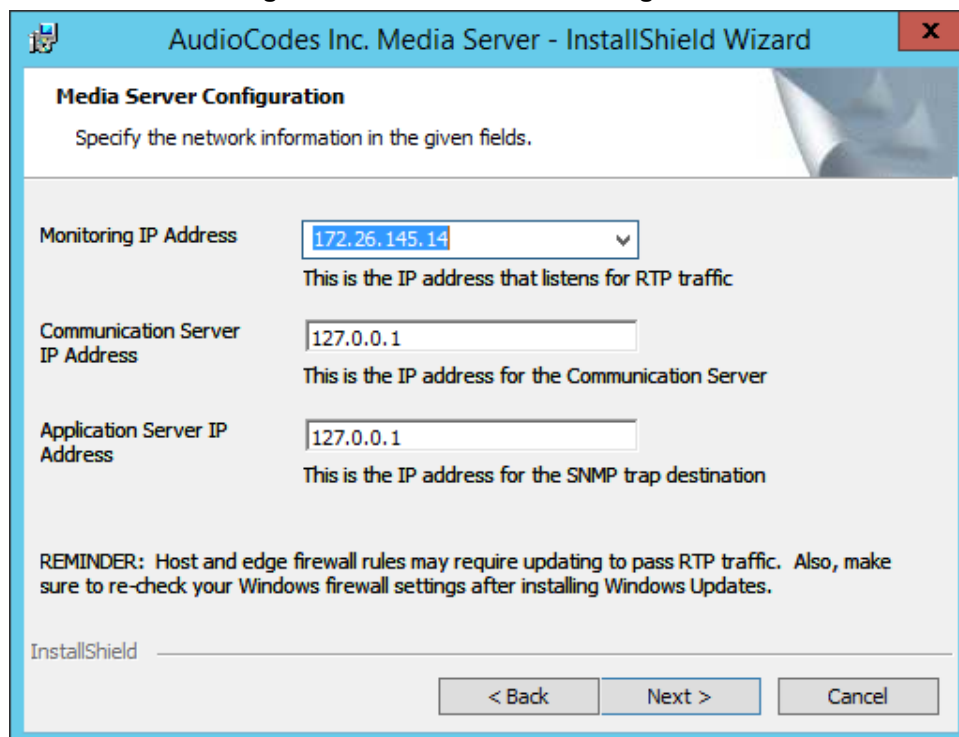 AudioCodes Inc. Media Server - InstallShield Wizard
x
Media Server Configuration
Specify the network information in the given fields.
Monitoring IP Address
172.26.145.14
This is the IP address that listens for RTP traffic
Communication Server
IP Address
127.0.0.1
This is the IP address for the Communication Server
Application Server IP
Address
127.0.0.1
This is the IP address for the SNMP trap destination
REMINDER: Host and edge firewall rules may require updating to pass RTP traffic. Also, make
sure to re-check your Windows firewall settings after installing Windows Updates.
InstallShield
< Back Next > Cancel